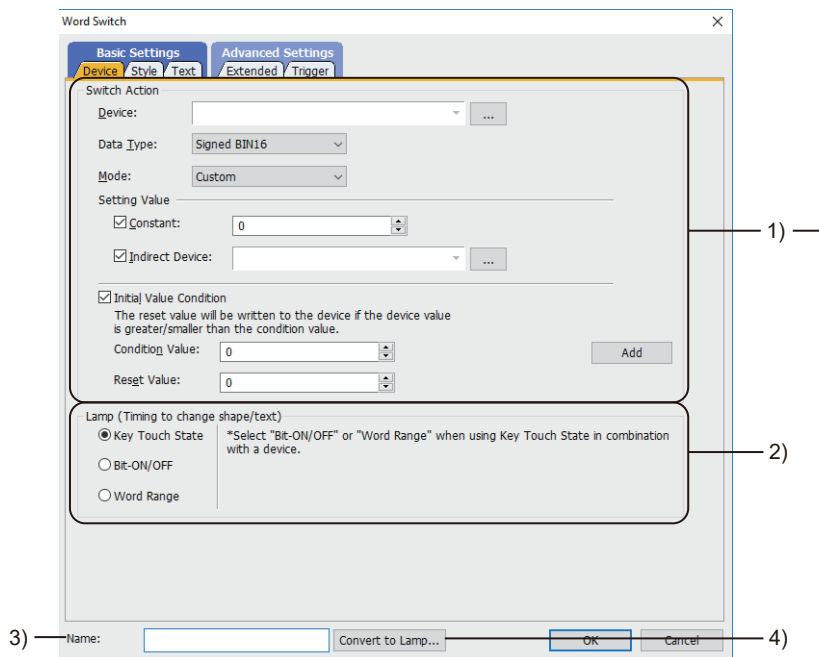 Word Switch
Basic Settings Advanced Settings
Device Style Text Extended Trigger
Switch Action
Device: ...
Data Type: Signed BIN16
Mode: Custom
Setting Value
Constant: 0
1)
Indirect Device: ...
Initial Value Condition
The reset value will be written to the device if the device value
is greater/smaller than the condition value.
Condition Value: 0 Add
Reset Value: 0
Lamp (Timing to change shape/text)
Key Touch State *Select "Bit-ON/OFF" or "Word Range" when using Key Touch State in combination
with a device.
2)
Bit-ON/OFF
Word Range
3) Name: Convert to Lamp... OK Cancel 4)